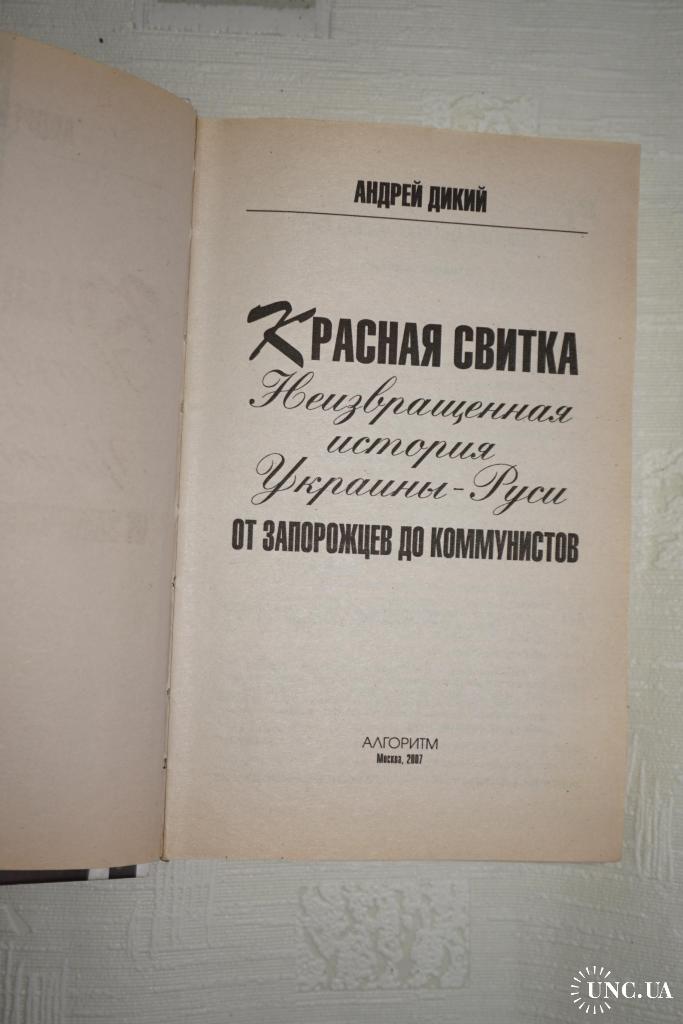 АНДРЕЙ ДИКИЙ
КРАСНАЯ СВИТКА
Неизвращенная
история
Украины-Руси
ОТ ЗАПОРОЖЦЕВ ДО КОММУНИСТОВ
АЛГОРИТМ
Москва, 2007
UNC.UA